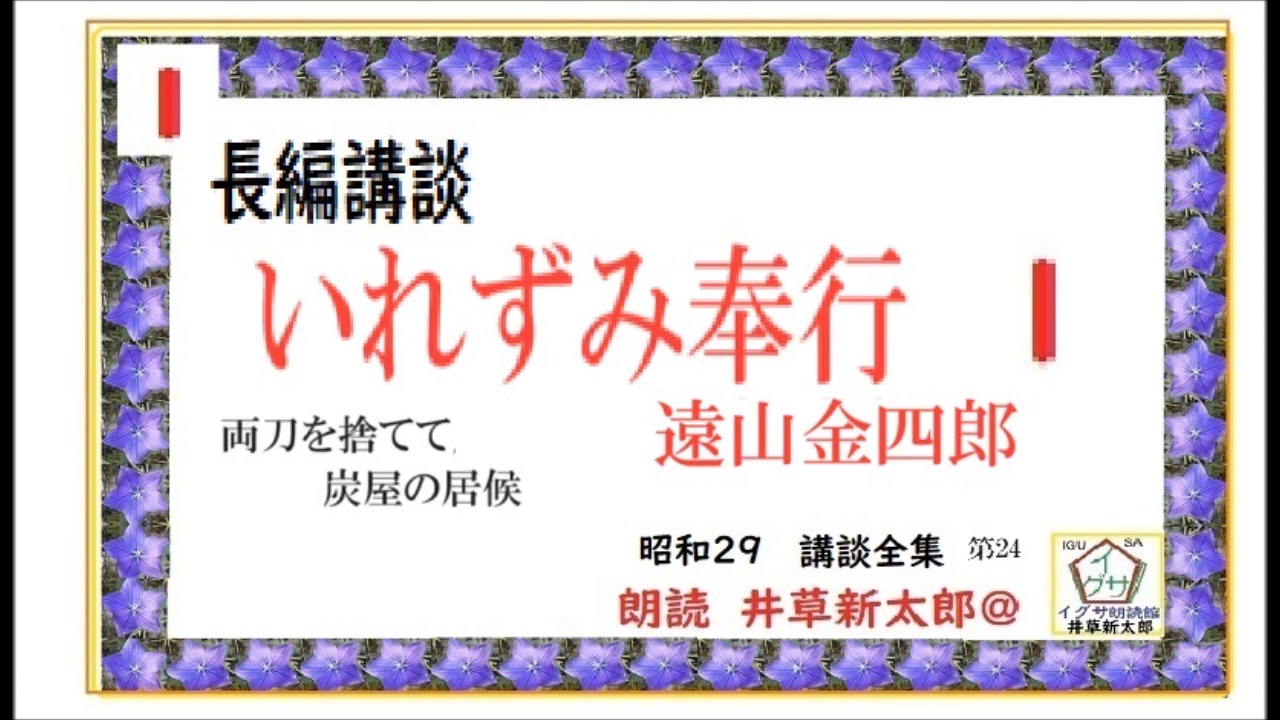 長編講談
いれずみ奉行
遠山金四郎
両刀を捨てて
炭屋の居候
昭和29 講談全集 第24
朗読 井草新太郎@
IGU SA
イグサ
イグサ朗読館
井草新太郎